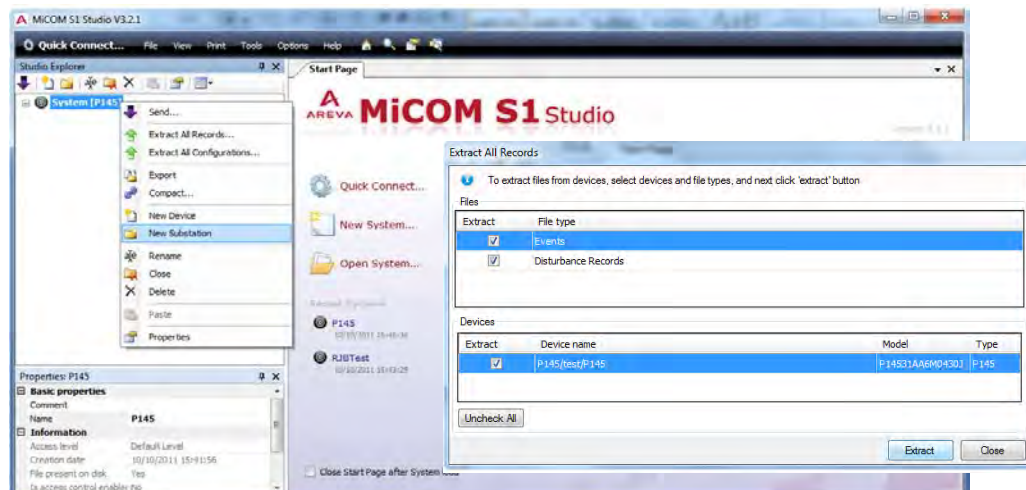 MiCOM S1 Studio V3.2.1
Quick Connect... File View Print Tools Options Help
Studio Explorer
System [P145]
Send...
Extract All Records...
Extract All Configurations...
Export
Compact...
New Device
New Substation
Rename
Close
Delete
Paste
Properties
Properties: P145
Basic properties
Comment
Name P145
Information
Access level Default Level
Creation date 10/10/2011 15:41:56
File present on disk Yes
Is access control enable No
Start Page
AREVA MiCOM S1 Studio
Quick Connect...
New System...
Open System...
P145
RJBTest
Close Start Page after System
Extract All Records
To extract files from devices, select devices and file types, and next click 'extract' button
Files
Extract File type
Events
Disturbance Records
Devices
Extract Device name Model Type
P145/test/P145 P145
Uncheck All
Extract Close